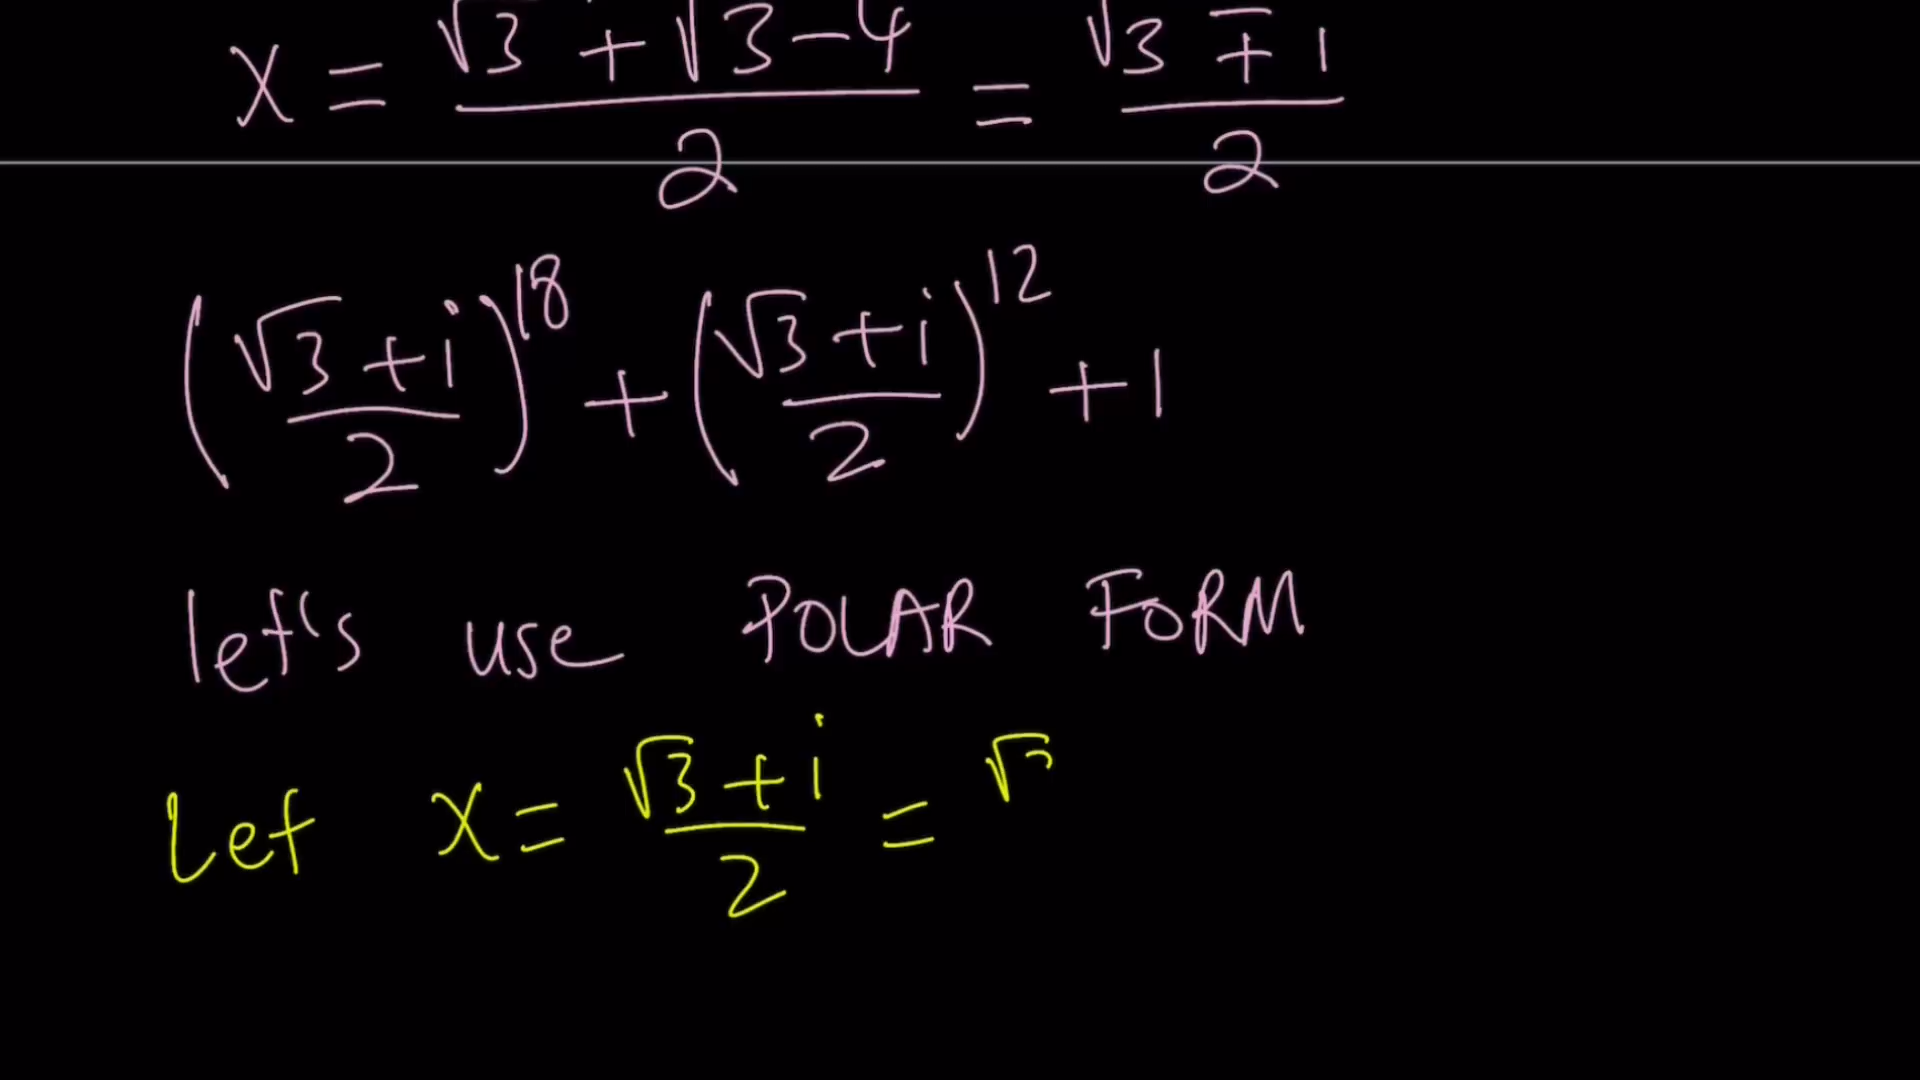 x = √3 + √3-4 / 2 = √3 ∓ i / 2
(√3+i / 2)^18 + (√3+i / 2)^12 + 1
let's use POLAR FORM
Let x = √3+i / 2 = √